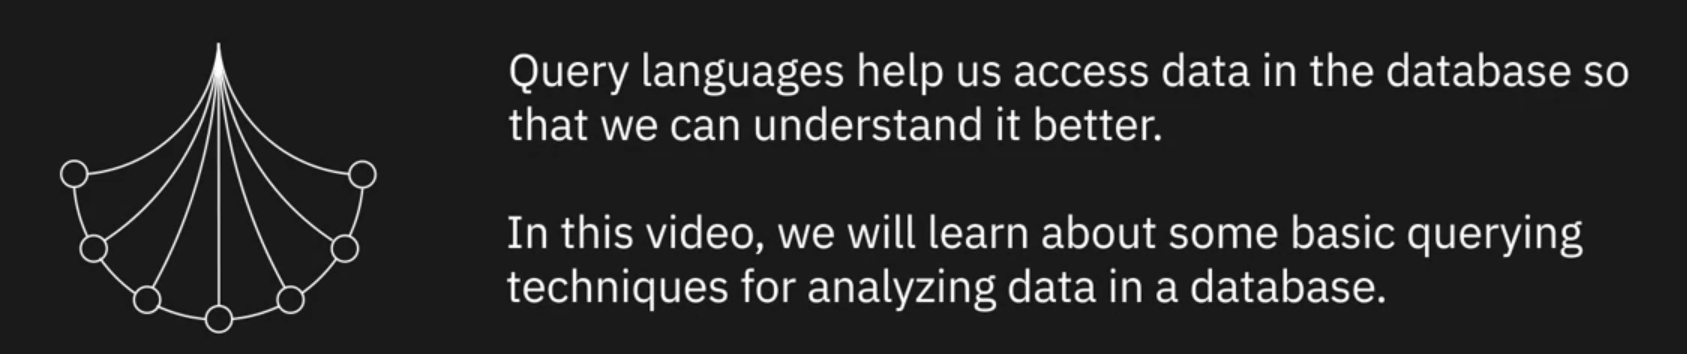 Query languages help us access data in the database so
that we can understand it better.
In this video, we will learn about some basic querying
techniques for analyzing data in a database.